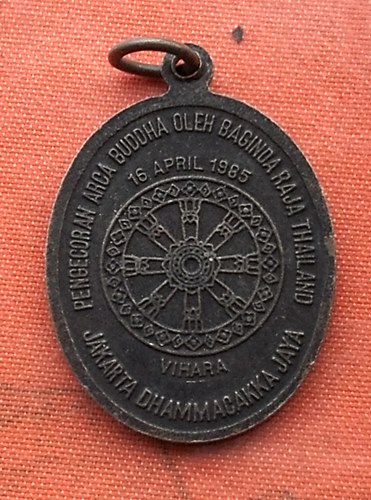 PENGECORAN ARCA BUDDHA OLEH BAGINDA RAJA THAILAND
16 APRIL 1985
VIHARA
JAKARTA DHAMMACAKKA JAYA